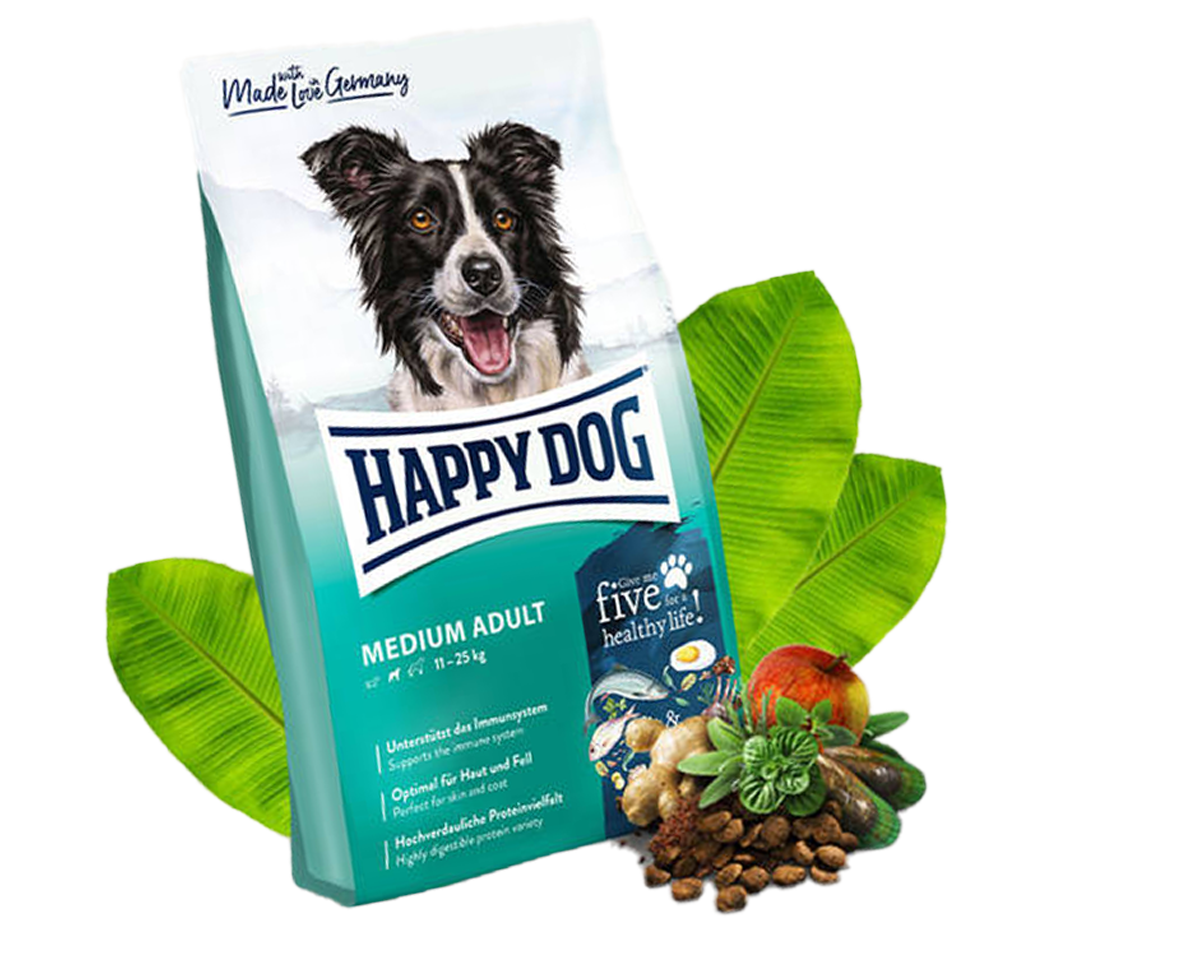 Made with Love in Germany
HAPPY DOG
MEDIUM ADULT
11 – 25 kg
Give me
five for a
healthy life!
&
Unterstützt das Immunsystem
Supports the immune system
Optimal für Haut und Fell
Perfect for skin and coat
Hochverdauliche Proteinvielfalt
Highly digestible protein variety